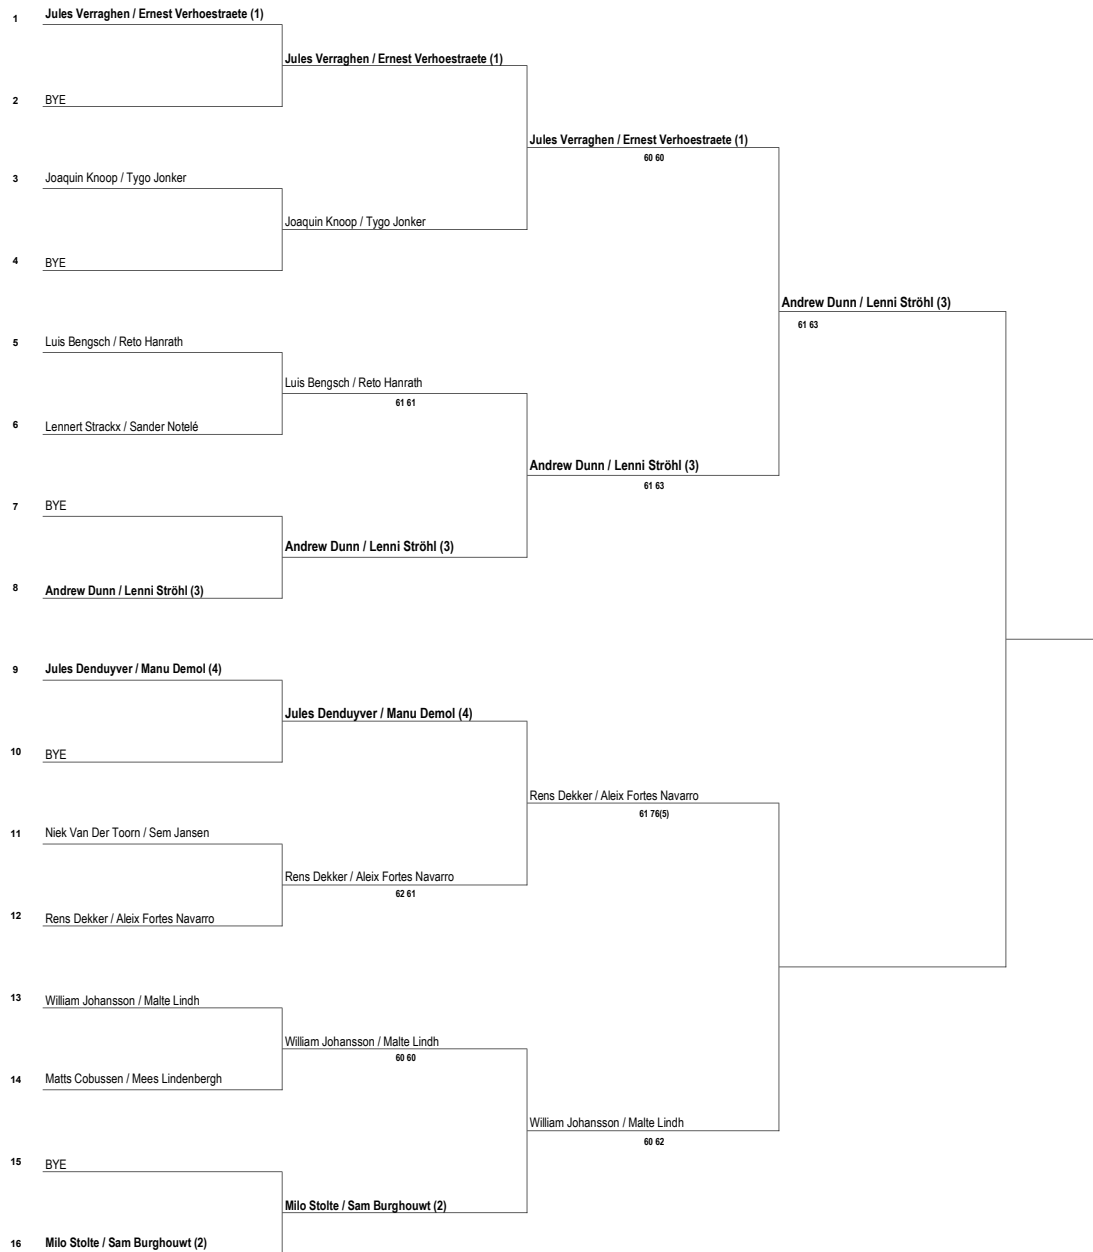 1 Jules Verraghen / Ernest Verhoestraete (1)
Jules Verraghen / Ernest Verhoestraete (1)
2 BYE
Jules Verraghen / Ernest Verhoestraete (1)
60 60
3 Joaquin Knoop / Tygo Jonker
Joaquin Knoop / Tygo Jonker
4 BYE
Andrew Dunn / Lenni Ströhl (3)
61 63
5 Luis Bengsch / Reto Hanrath
Luis Bengsch / Reto Hanrath
61 61
6 Lennert Strackx / Sander Notelé
Andrew Dunn / Lenni Ströhl (3)
61 63
7 BYE
Andrew Dunn / Lenni Ströhl (3)
8 Andrew Dunn / Lenni Ströhl (3)
9 Jules Denduyver / Manu Demol (4)
Jules Denduyver / Manu Demol (4)
10 BYE
Rens Dekker / Aleix Fortes Navarro
61 76(5)
11 Niek Van Der Toorn / Sem Jansen
Rens Dekker / Aleix Fortes Navarro
62 61
12 Rens Dekker / Aleix Fortes Navarro
13 William Johansson / Malte Lindh
William Johansson / Malte Lindh
60 60
14 Matts Cobussen / Mees Lindenbergh
William Johansson / Malte Lindh
60 62
15 BYE
Milo Stolte / Sam Burghouwt (2)
16 Milo Stolte / Sam Burghouwt (2)